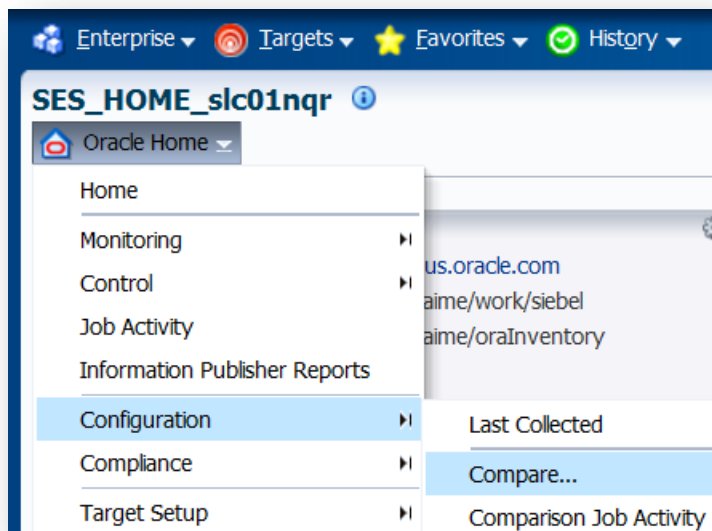 Enterprise Targets Favorites History
SES_HOME_slc01nqr
Oracle Home
Home
Monitoring
Control
us.oracle.com
aime/work/siebel
Job Activity
aime/oraInventory
Information Publisher Reports
Configuration
Last Collected
Compliance
Compare...
Target Setup
Comparison Job Activity